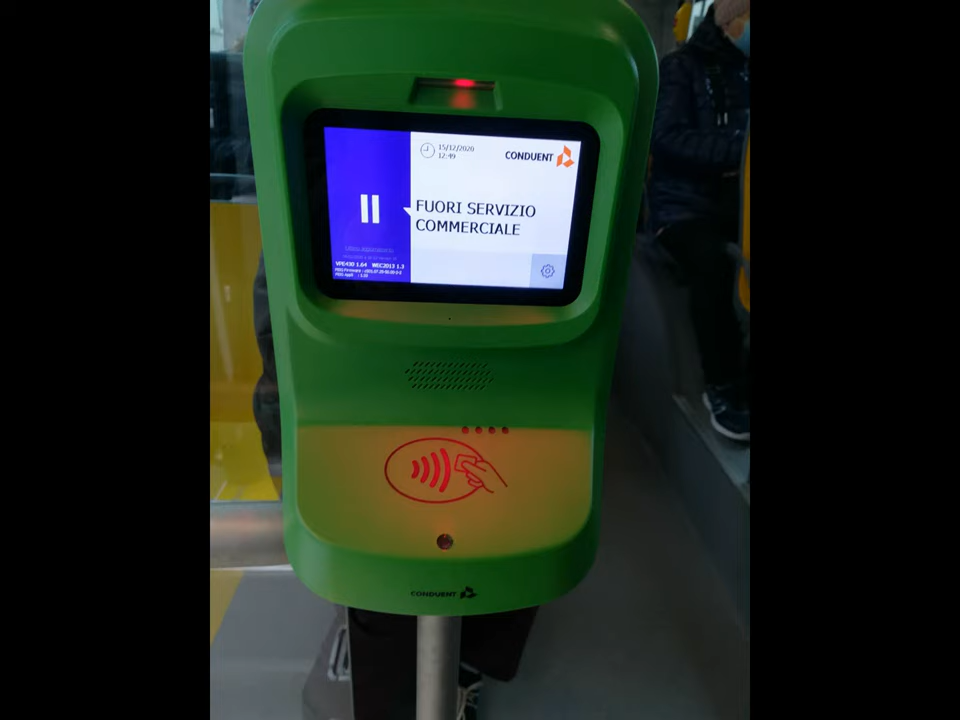 15/12/2020
12:49
CONDUENT
FUORI SERVIZIO
COMMERCIALE
VPE430 1.64 WEC2013 1.3
CONDUENT